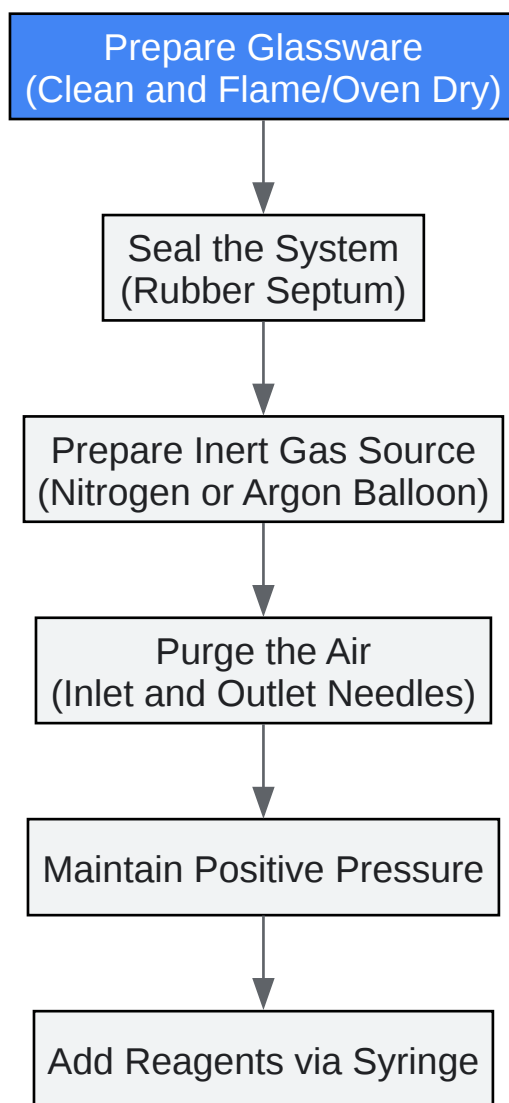 Prepare Glassware
(Clean and Flame/Oven Dry)
Seal the System
(Rubber Septum)
Prepare Inert Gas Source
(Nitrogen or Argon Balloon)
Purge the Air
(Inlet and Outlet Needles)
Maintain Positive Pressure
Add Reagents via Syringe